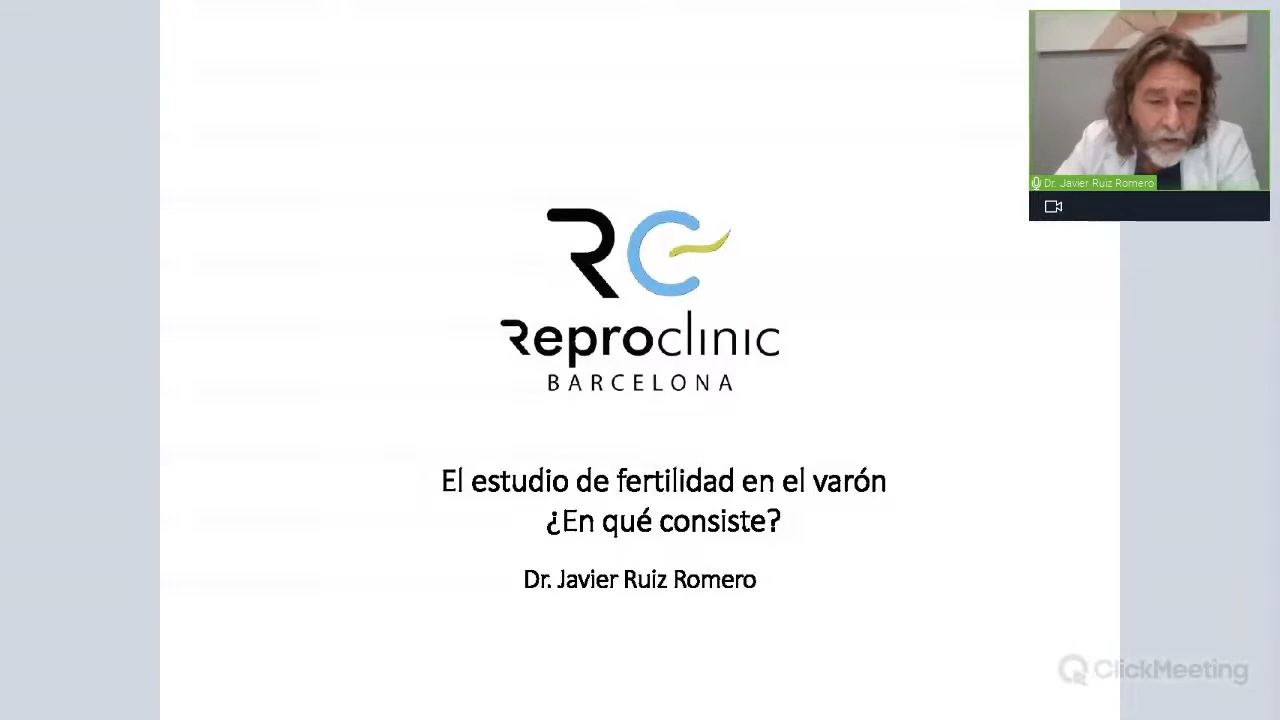 Dr. Javier Ruiz Romero
RC
Reproclinic
BARCELONA
El estudio de fertilidad en el varón
¿En qué consiste?
Dr. Javier Ruiz Romero
ClickMeeting